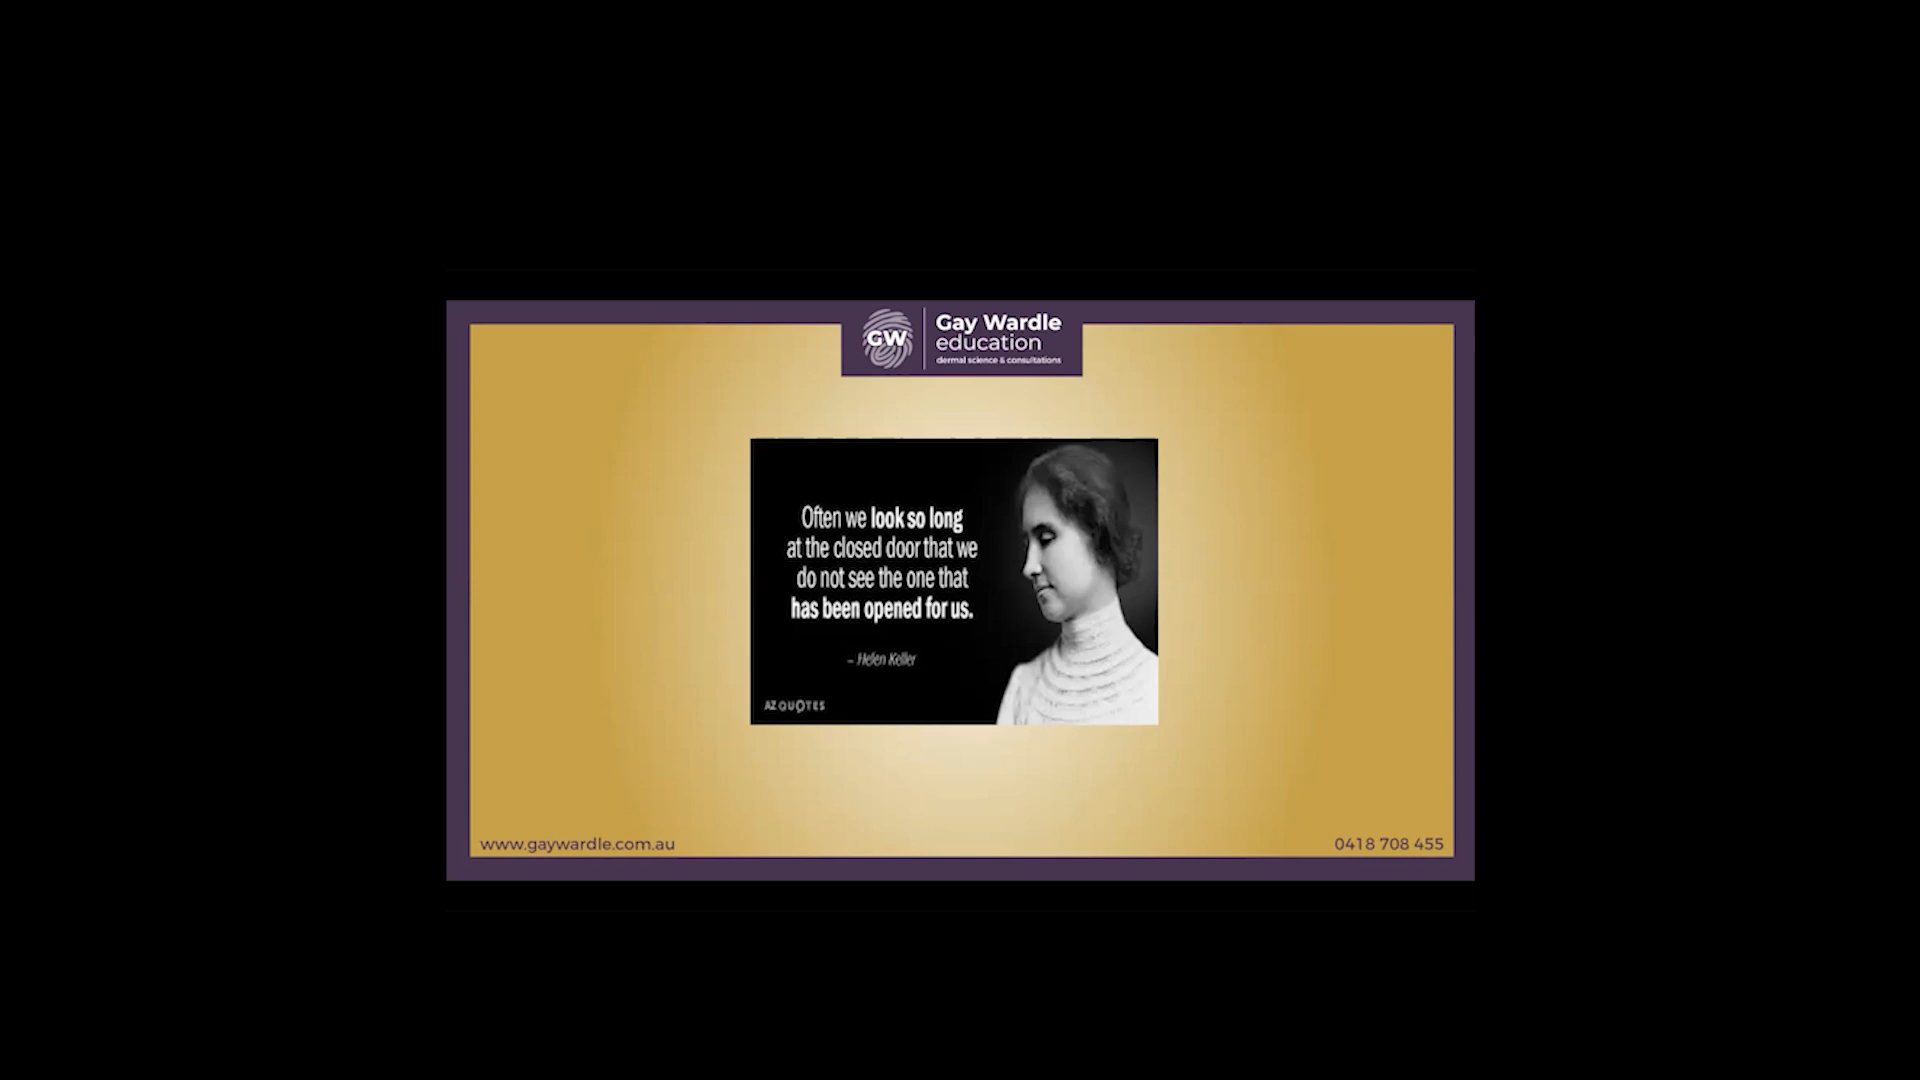 GW
Gay Wardle
education
dermal science & consultations
Often we look so long
at the closed door that we
do not see the one that
has been opened for us.
– Helen Keller
AZ QUOTES
www.gaywardle.com.au
0418 708 455